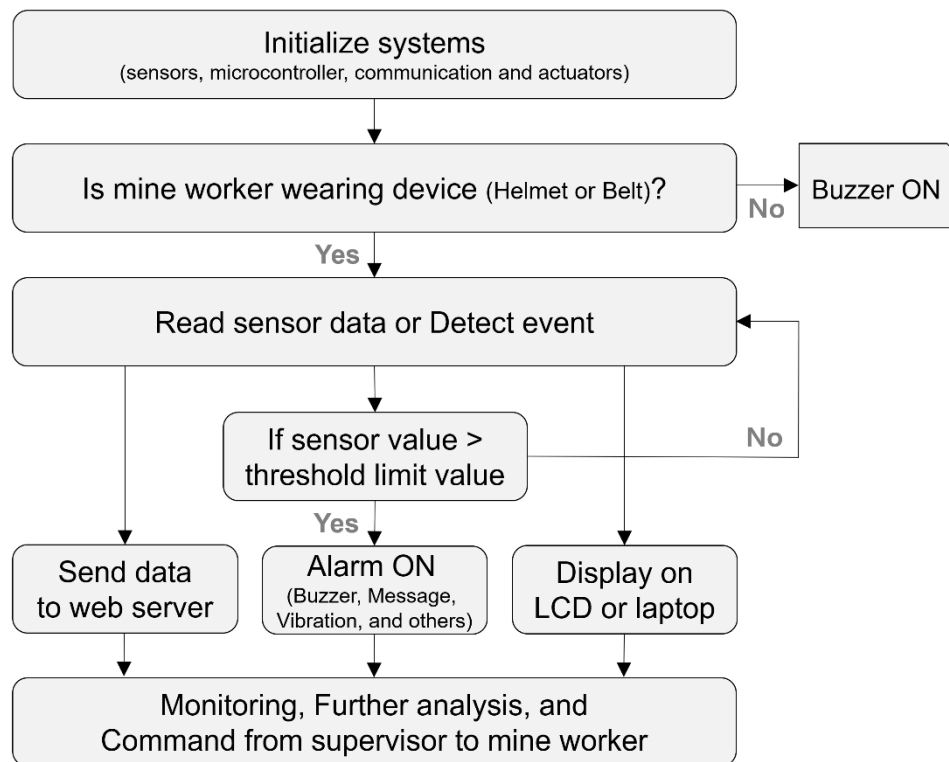 Initialize systems
(sensors, microcontroller, communication and actuators)
Is mine worker wearing device (Helmet or Belt)?
No
Buzzer ON
Yes
Read sensor data or Detect event
If sensor value >
threshold limit value
No
Yes
Send data
to web server
Alarm ON
(Buzzer, Message,
Vibration, and others)
Display on
LCD or laptop
Monitoring, Further analysis, and
Command from supervisor to mine worker